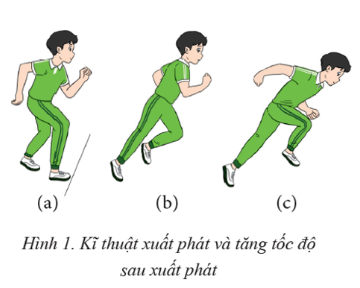 (a) (b) (c)
Hình 1. Kĩ thuật xuất phát và tăng tốc độ
sau xuất phát